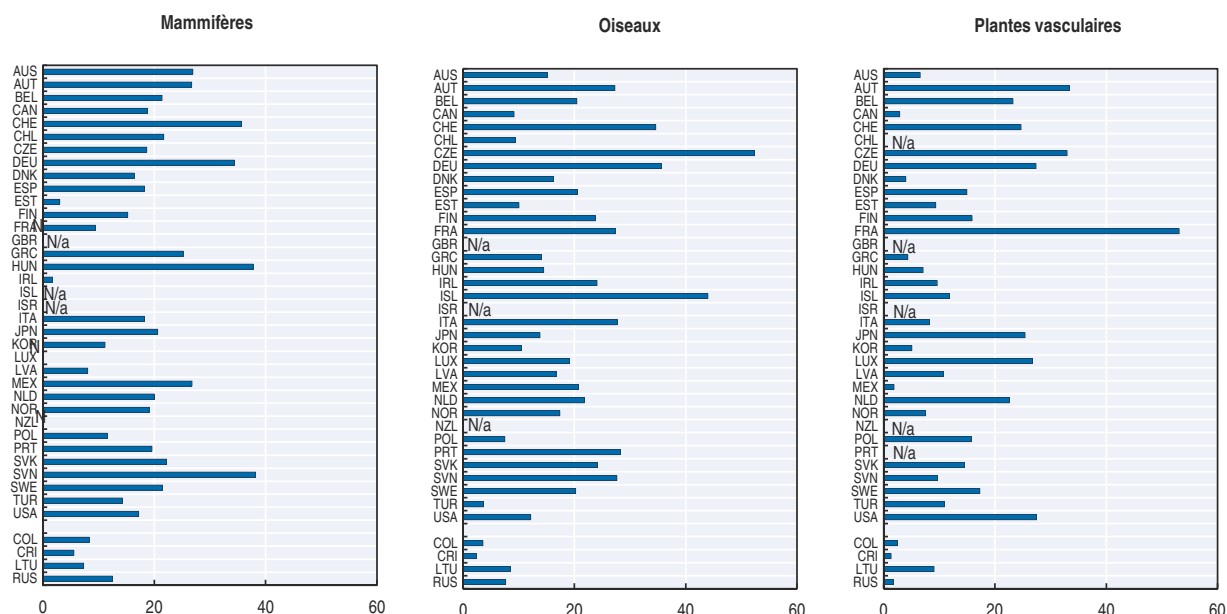 Mammifères
AUS
AUT
BEL
CAN
CHE
CHL
CZE
DEU
DNK
ESP
EST
FIN
FRA N
GBR N/a
GRC
HUN
IRL
ISL N/a
ISR N/a
ITA
JPN
KOR N
LUX
LVA
MEX
NLD
NOR
NZL N
POL
PRT
SVK
SVN
SWE
TUR
USA
COL
CRI
LTU
RUS
0 20 40 60
Oiseaux
AUS
AUT
BEL
CAN
CHE
CHL
CZE
DEU
DNK
ESP
EST
FIN
FRA
GBR N/a
GRC
HUN
IRL
ISL
ISR N/a
ITA
JPN
KOR
LUX
LVA
MEX
NLD
NOR
NZL N/a
POL
PRT
SVK
SVN
SWE
TUR
USA
COL
CRI
LTU
RUS
0 20 40 60
Plantes vasculaires
AUS
AUT
BEL
CAN
CHE
CHL N/a
CZE
DEU
DNK
ESP
EST
FIN
FRA
GBR N/a
GRC
HUN
IRL
ISL
ISR N/a
ITA
JPN
KOR
LUX
LVA
MEX
NLD
NOR
NZL N/a
POL
PRT N/a
SVK
SVN
SWE
TUR
USA
COL
CRI
LTU
RUS
0 20 40 60